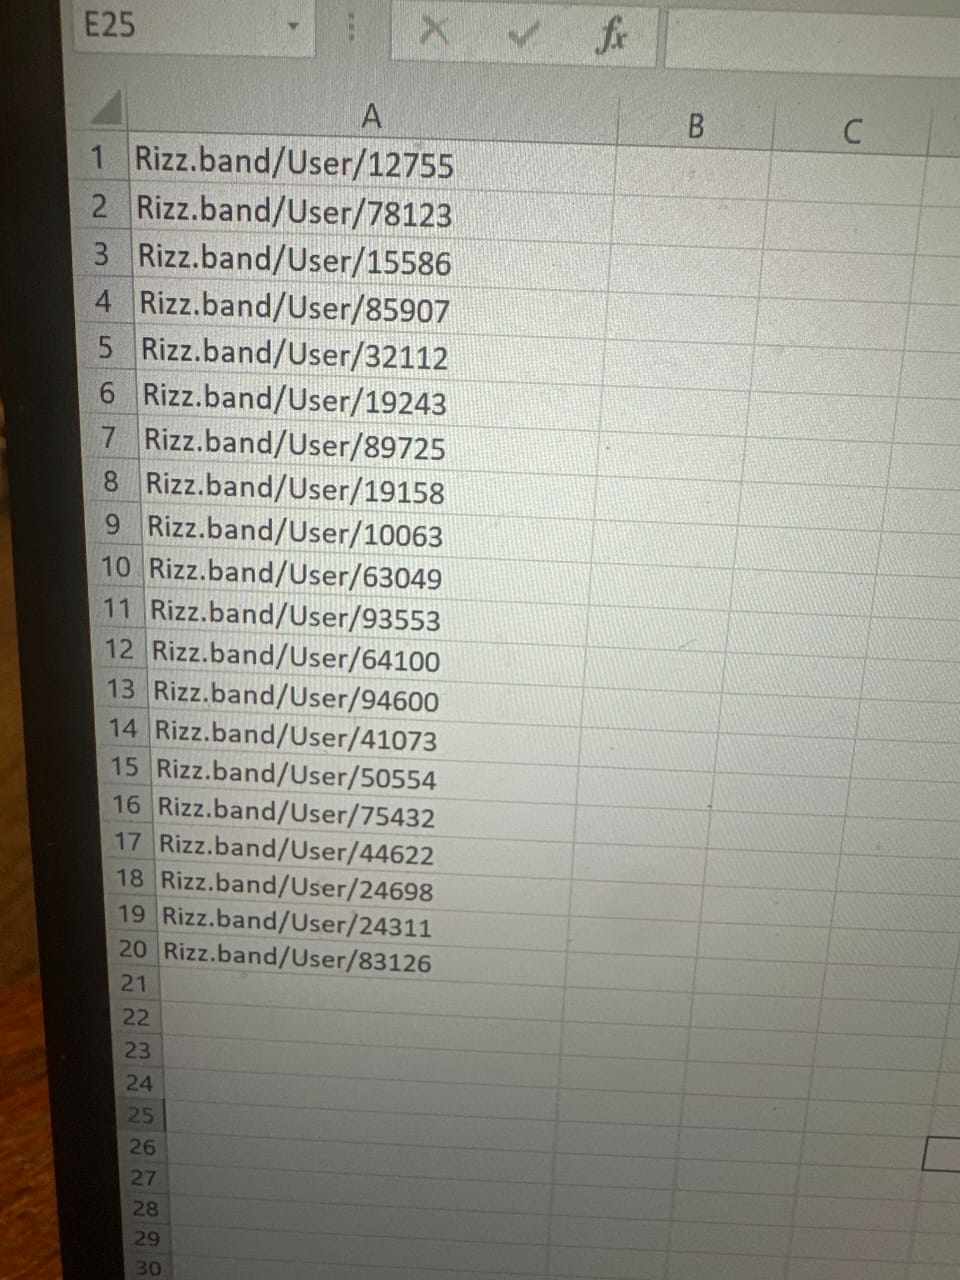 E25
fx
A B C
1 Rizz.band/User/12755
2 Rizz.band/User/78123
3 Rizz.band/User/15586
4 Rizz.band/User/85907
5 Rizz.band/User/32112
6 Rizz.band/User/19243
7 Rizz.band/User/89725
8 Rizz.band/User/19158
9 Rizz.band/User/10063
10 Rizz.band/User/63049
11 Rizz.band/User/93553
12 Rizz.band/User/64100
13 Rizz.band/User/94600
14 Rizz.band/User/41073
15 Rizz.band/User/50554
16 Rizz.band/User/75432
17 Rizz.band/User/44622
18 Rizz.band/User/24698
19 Rizz.band/User/24311
20 Rizz.band/User/83126
21
22
23
24
25
26
27
28
29
30